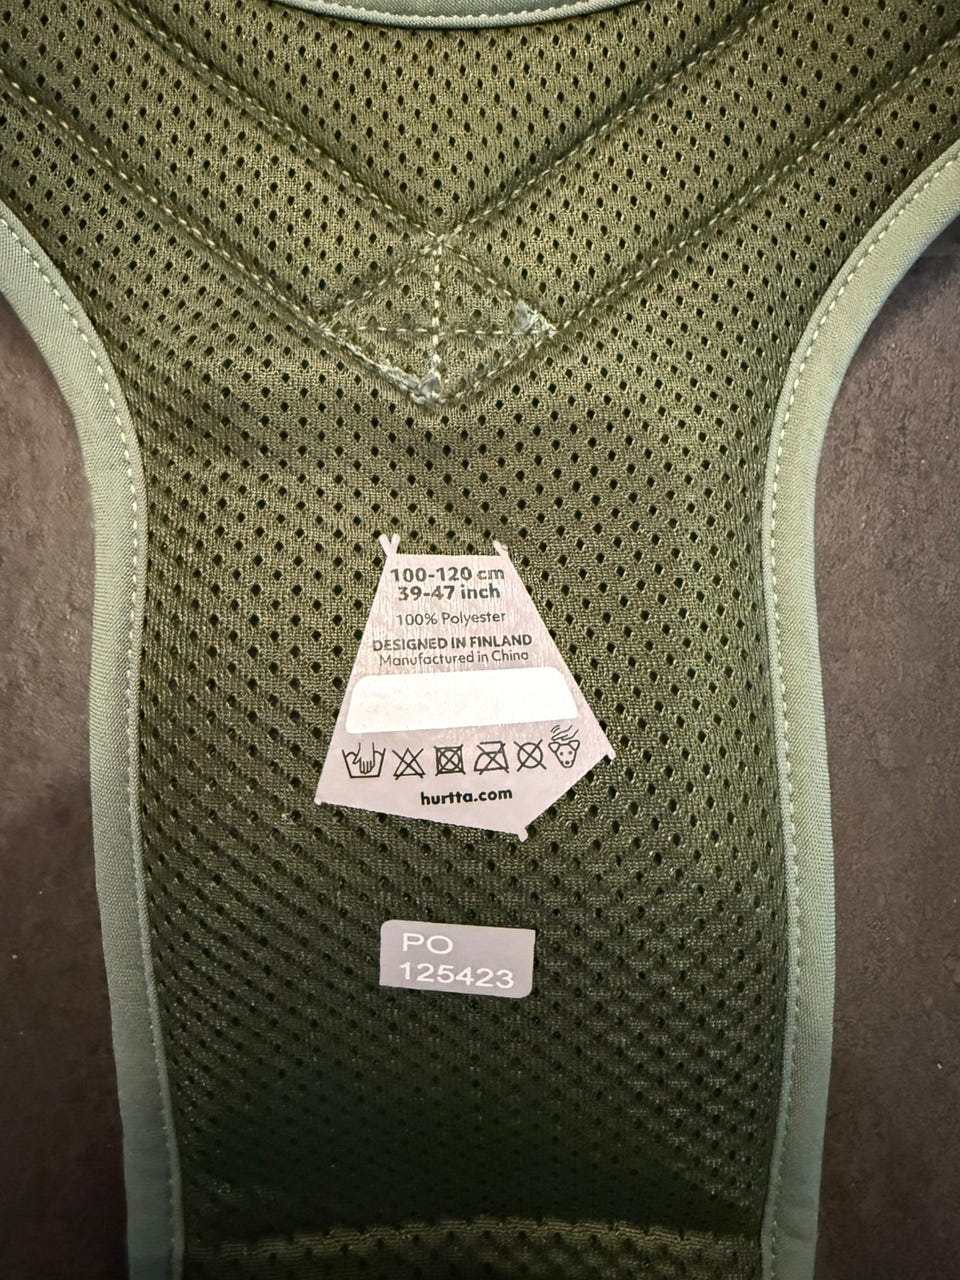 100-120 cm
39-47 inch
100% Polyester
DESIGNED IN FINLAND
Manufactured in China
hurtta.com
PO
125423